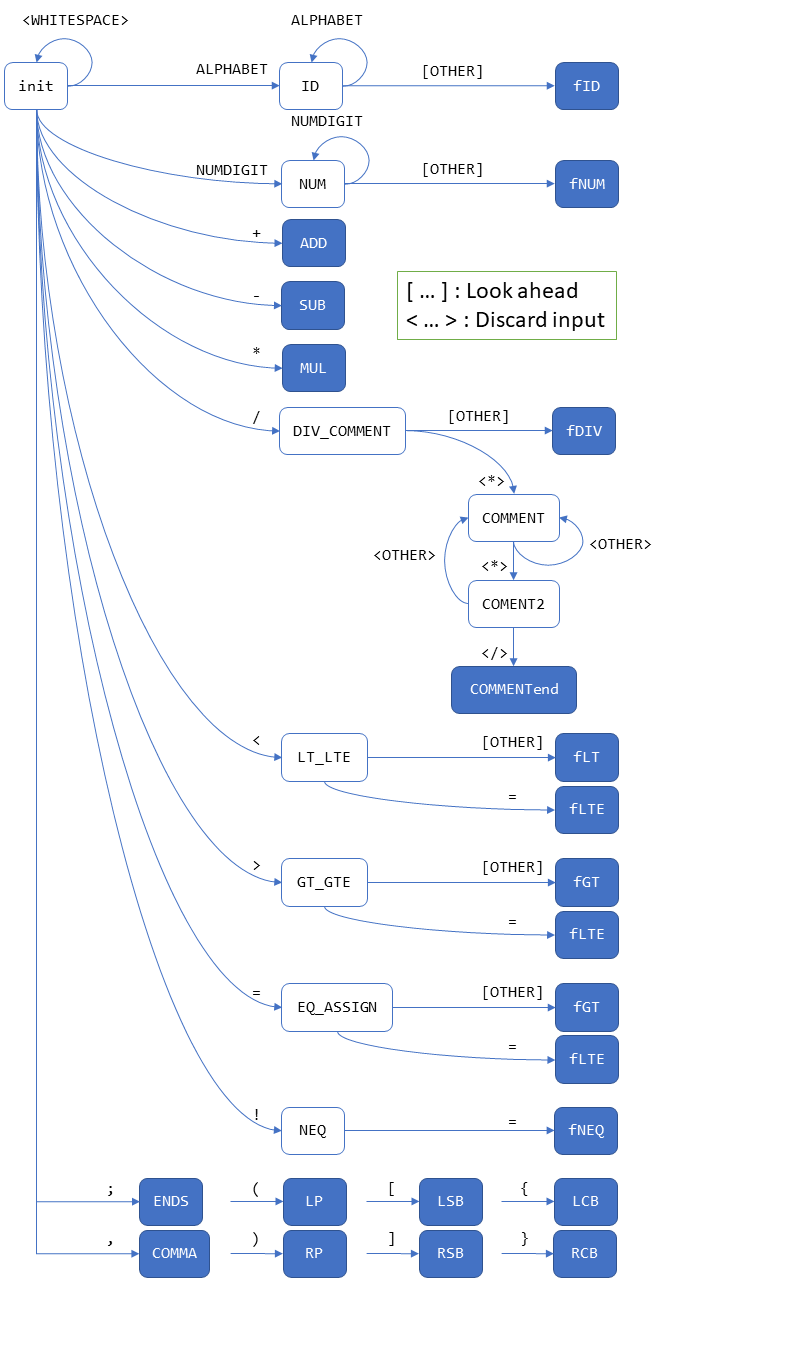 <WHITESPACE>
ALPHABET
init
ALPHABET
ID
[OTHER]
fID
NUMDIGIT
NUMDIGIT
NUM
[OTHER]
fNUM
+
ADD
-
SUB
[ ... ] : Look ahead
< ... > : Discard input
*
MUL
/
DIV_COMMENT
[OTHER]
fDIV
<*>
COMMENT
<OTHER>
<OTHER>
<*>
COMENT2
</>
COMMENTend
<
LT_LTE
[OTHER]
fLT
=
fLTE
>
GT_GTE
[OTHER]
fGT
=
fLTE
=
EQ_ASSIGN
[OTHER]
fGT
=
fLTE
!
NEQ
=
fNEQ
;
ENDS
(
LP
[
LSB
{
LCB
,
COMMA
)
RP
]
RSB
}
RCB